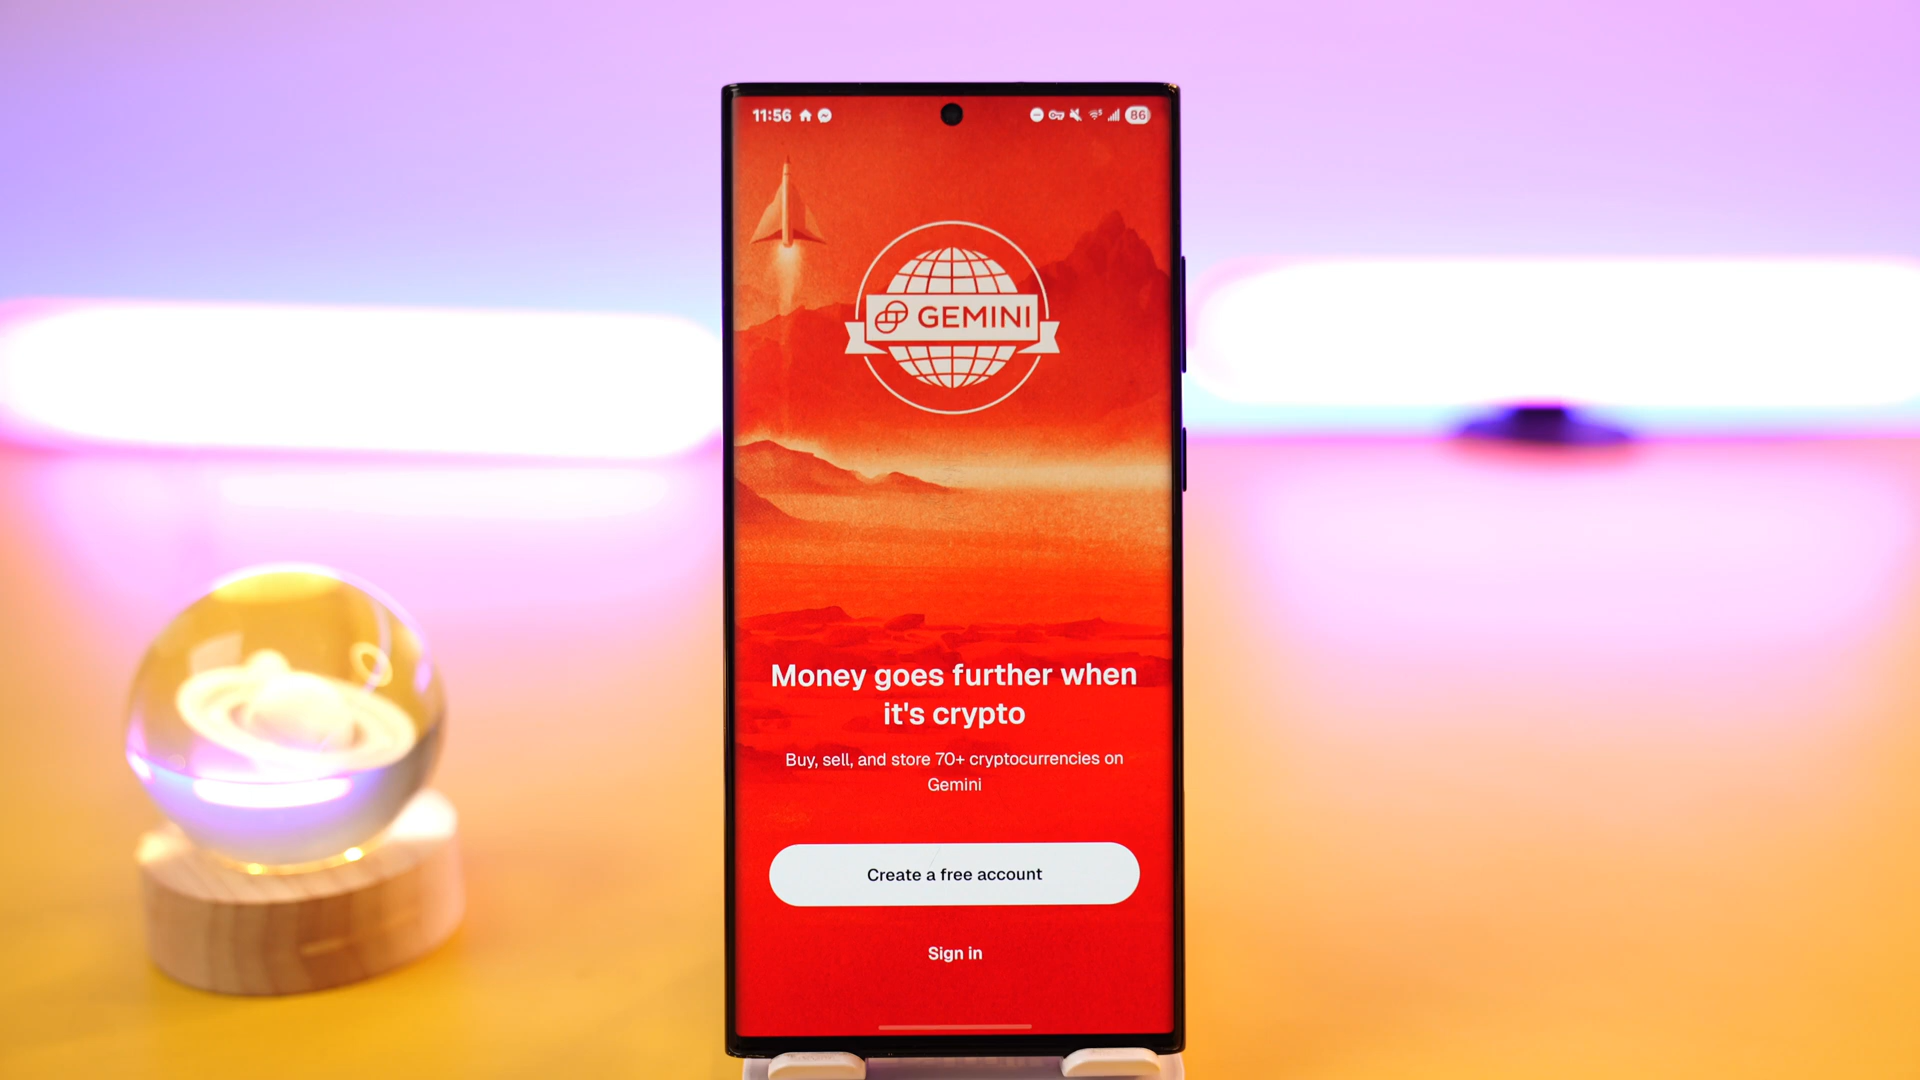 11:56
86
GEMINI
Money goes further when
it's crypto
Buy, sell, and store 70+ cryptocurrencies on
Gemini
Create a free account
Sign in